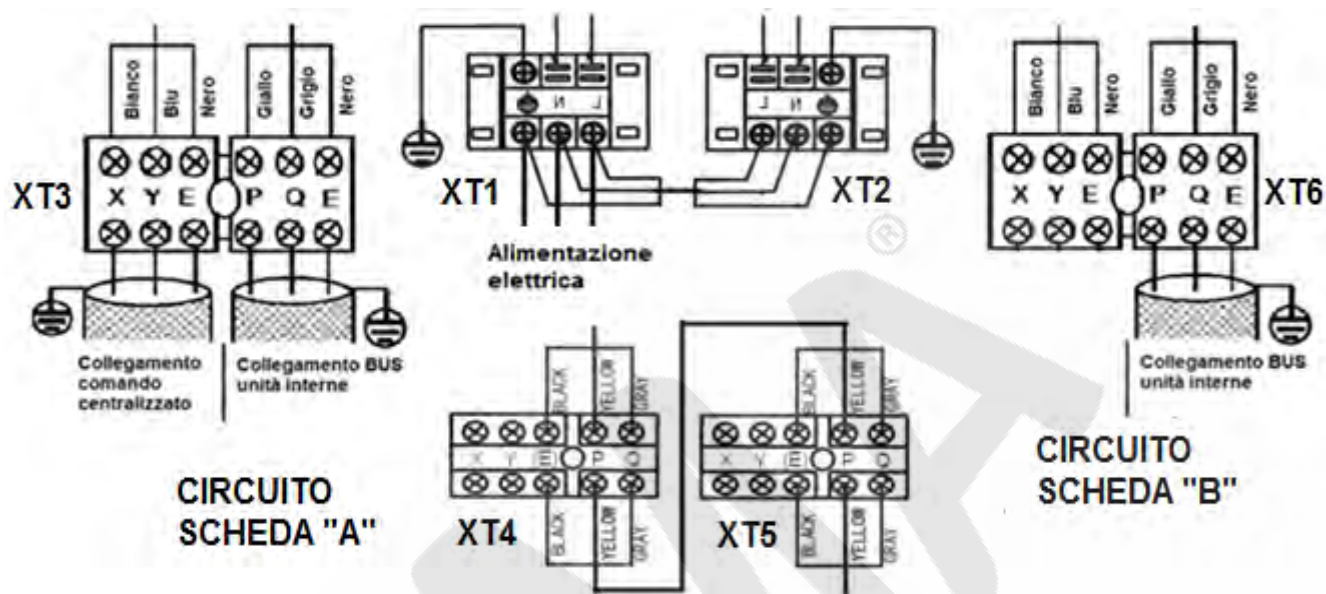 Bianco
Blu
Nero
Giallo
Grigio
Nero
XT3
X Y E P Q E
Collegamento
comando
centralizzato
Collegamento BUS
unità interne
CIRCUITO
SCHEDA "A"
N L
XT1
Alimentazione
elettrica
L N
XT2
BLACK
YELLOW
GRAY
X Y E P Q
XT4
BLACK
YELLOW
GRAY
BLACK
YELLOW
GRAY
X Y E P Q
XT5
BLACK
YELLOW
GRAY
Bianco
Blu
Nero
Giallo
Grigio
Nero
X Y E P Q E
XT6
®
Collegamento BUS
unità interne
CIRCUITO
SCHEDA "B"